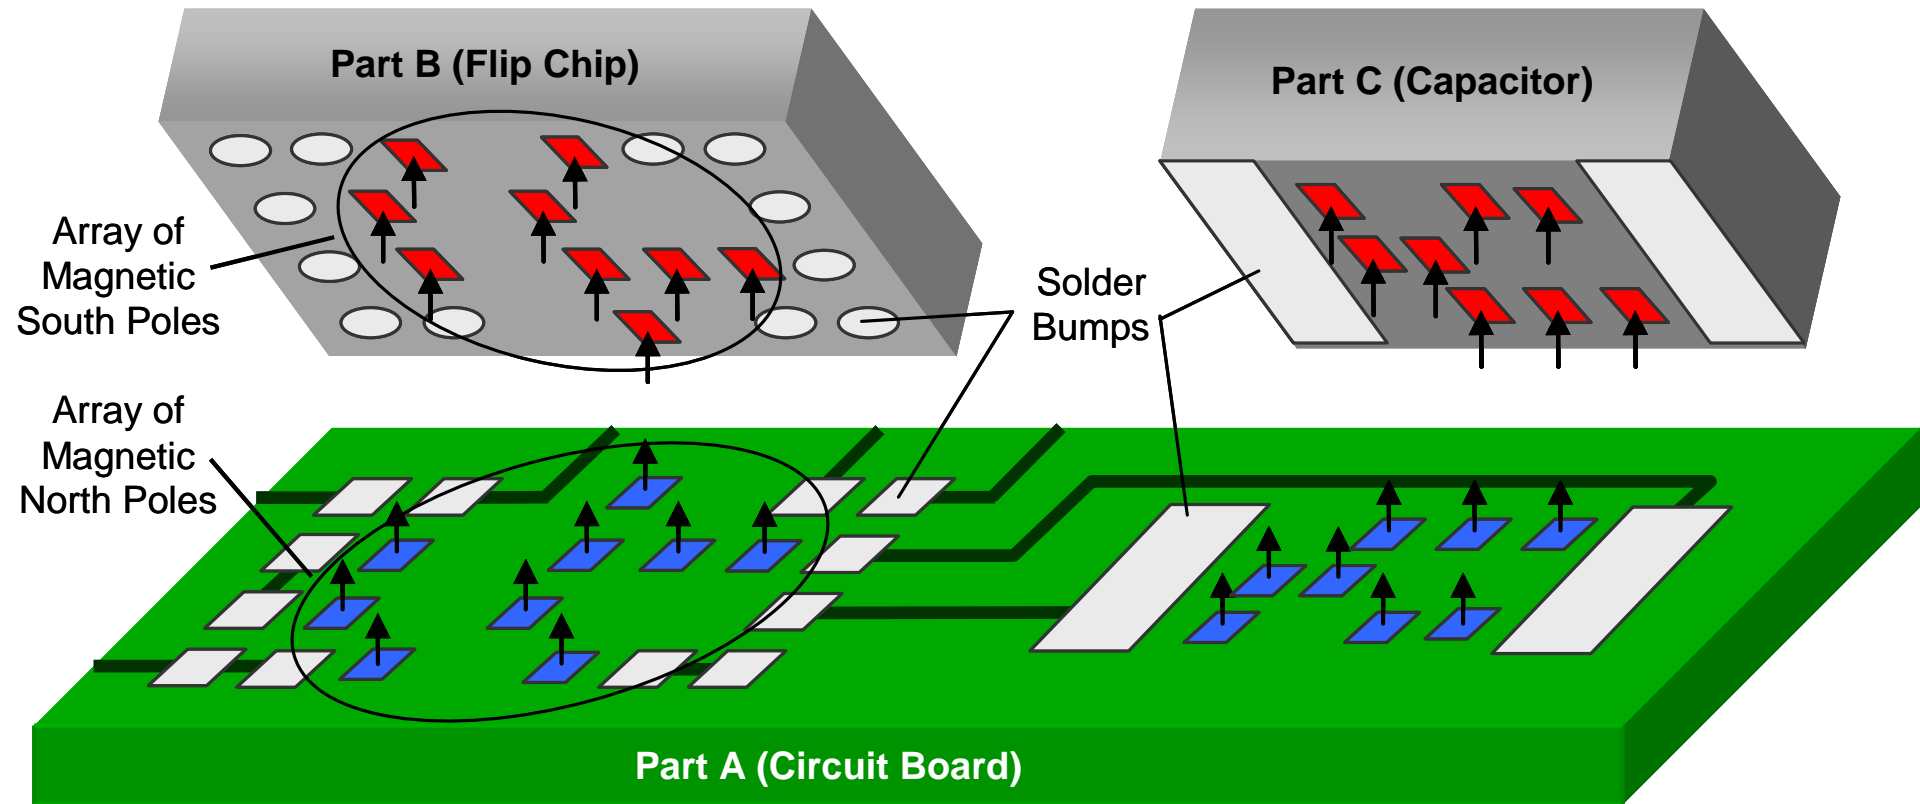 Part B (Flip Chip)
Part C (Capacitor)
Array of
Magnetic
South Poles
Solder
Bumps
Array of
Magnetic
North Poles
Part A (Circuit Board)